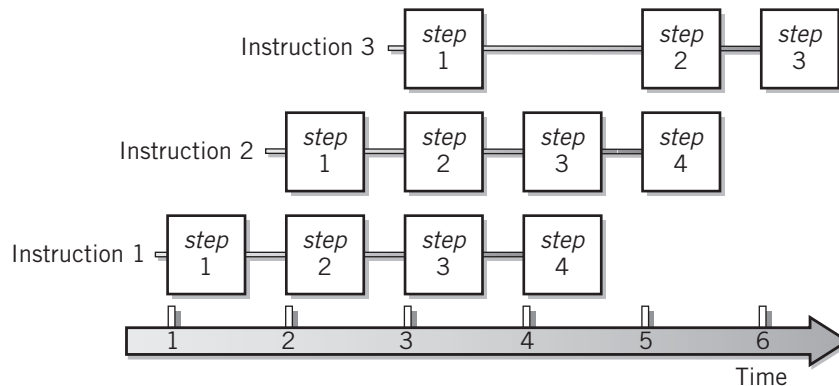 Instruction 3
step 1
step 2
step 3
Instruction 2
step 1
step 2
step 3
step 4
Instruction 1
step 1
step 2
step 3
step 4
1 2 3 4 5 6
Time